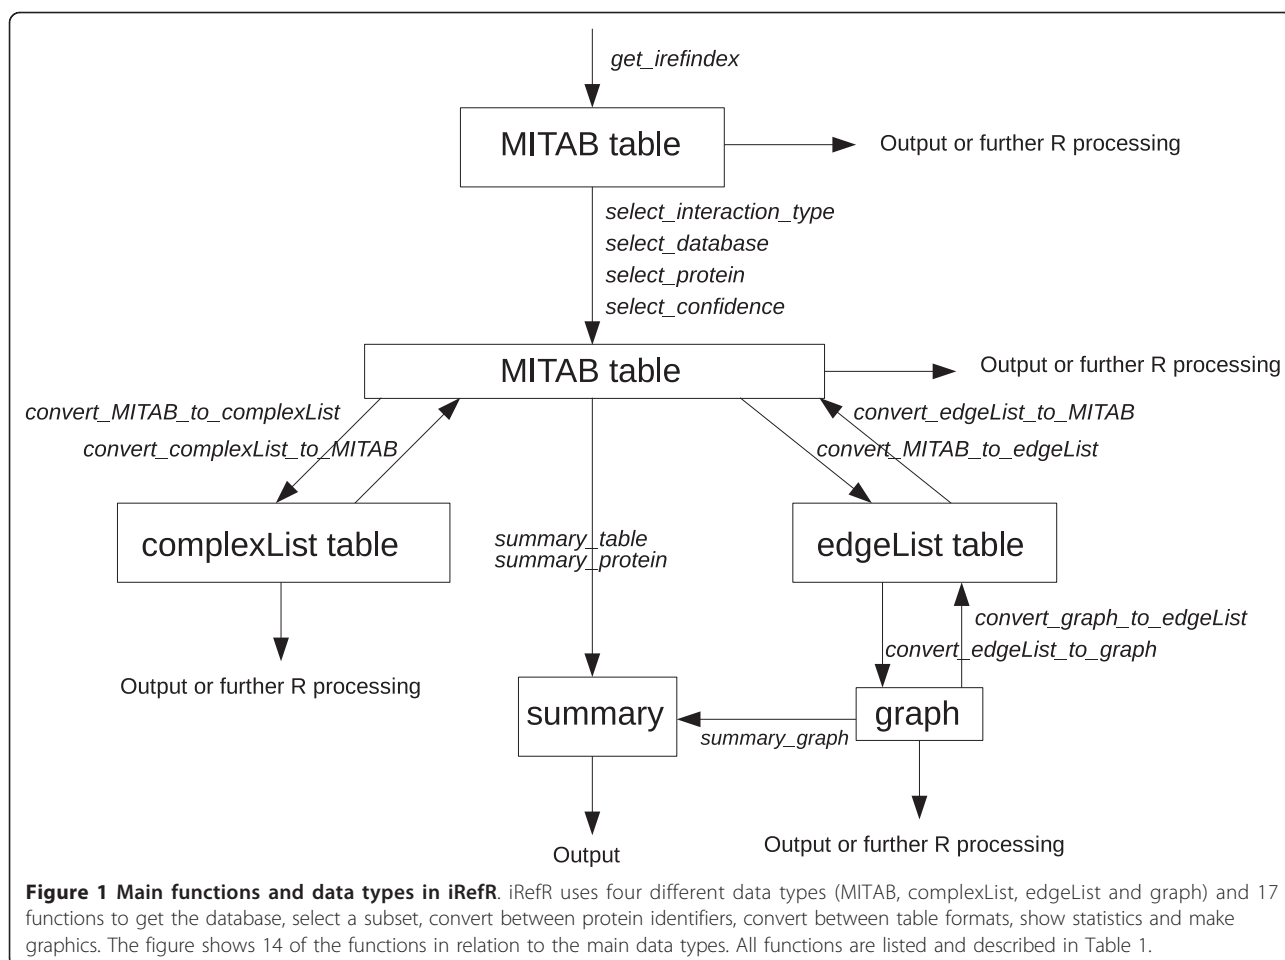 get_irefindex
MITAB table
Output or further R processing
select_interaction_type
select_database
select_protein
select_confidence
MITAB table
Output or further R processing
convert_MITAB_to_complexList
convert_complexList_to_MITAB
convert_edgeList_to_MITAB
convert_MITAB_to_edgeList
complexList table
summary_table
summary_protein
edgeList table
convert_graph_to_edgeList
convert_edgeList_to_graph
Output or further R processing
summary
graph
summary_graph
Output
Output or further R processing
Figure 1 Main functions and data types in iRefR. iRefR uses four different data types (MITAB, complexList, edgeList and graph) and 17
functions to get the database, select a subset, convert between protein identifiers, convert between table formats, show statistics and make
graphics. The figure shows 14 of the functions in relation to the main data types. All functions are listed and described in Table 1.